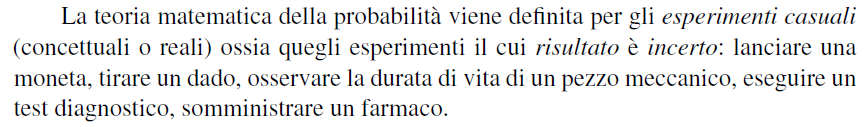 La teoria matematica della probabilità viene definita per gli esperimenti casuali
(concettuali o reali) ossia quegli esperimenti il cui risultato è incerto: lanciare una
moneta, tirare un dado, osservare la durata di vita di un pezzo meccanico, eseguire un
test diagnostico, somministrare un farmaco.